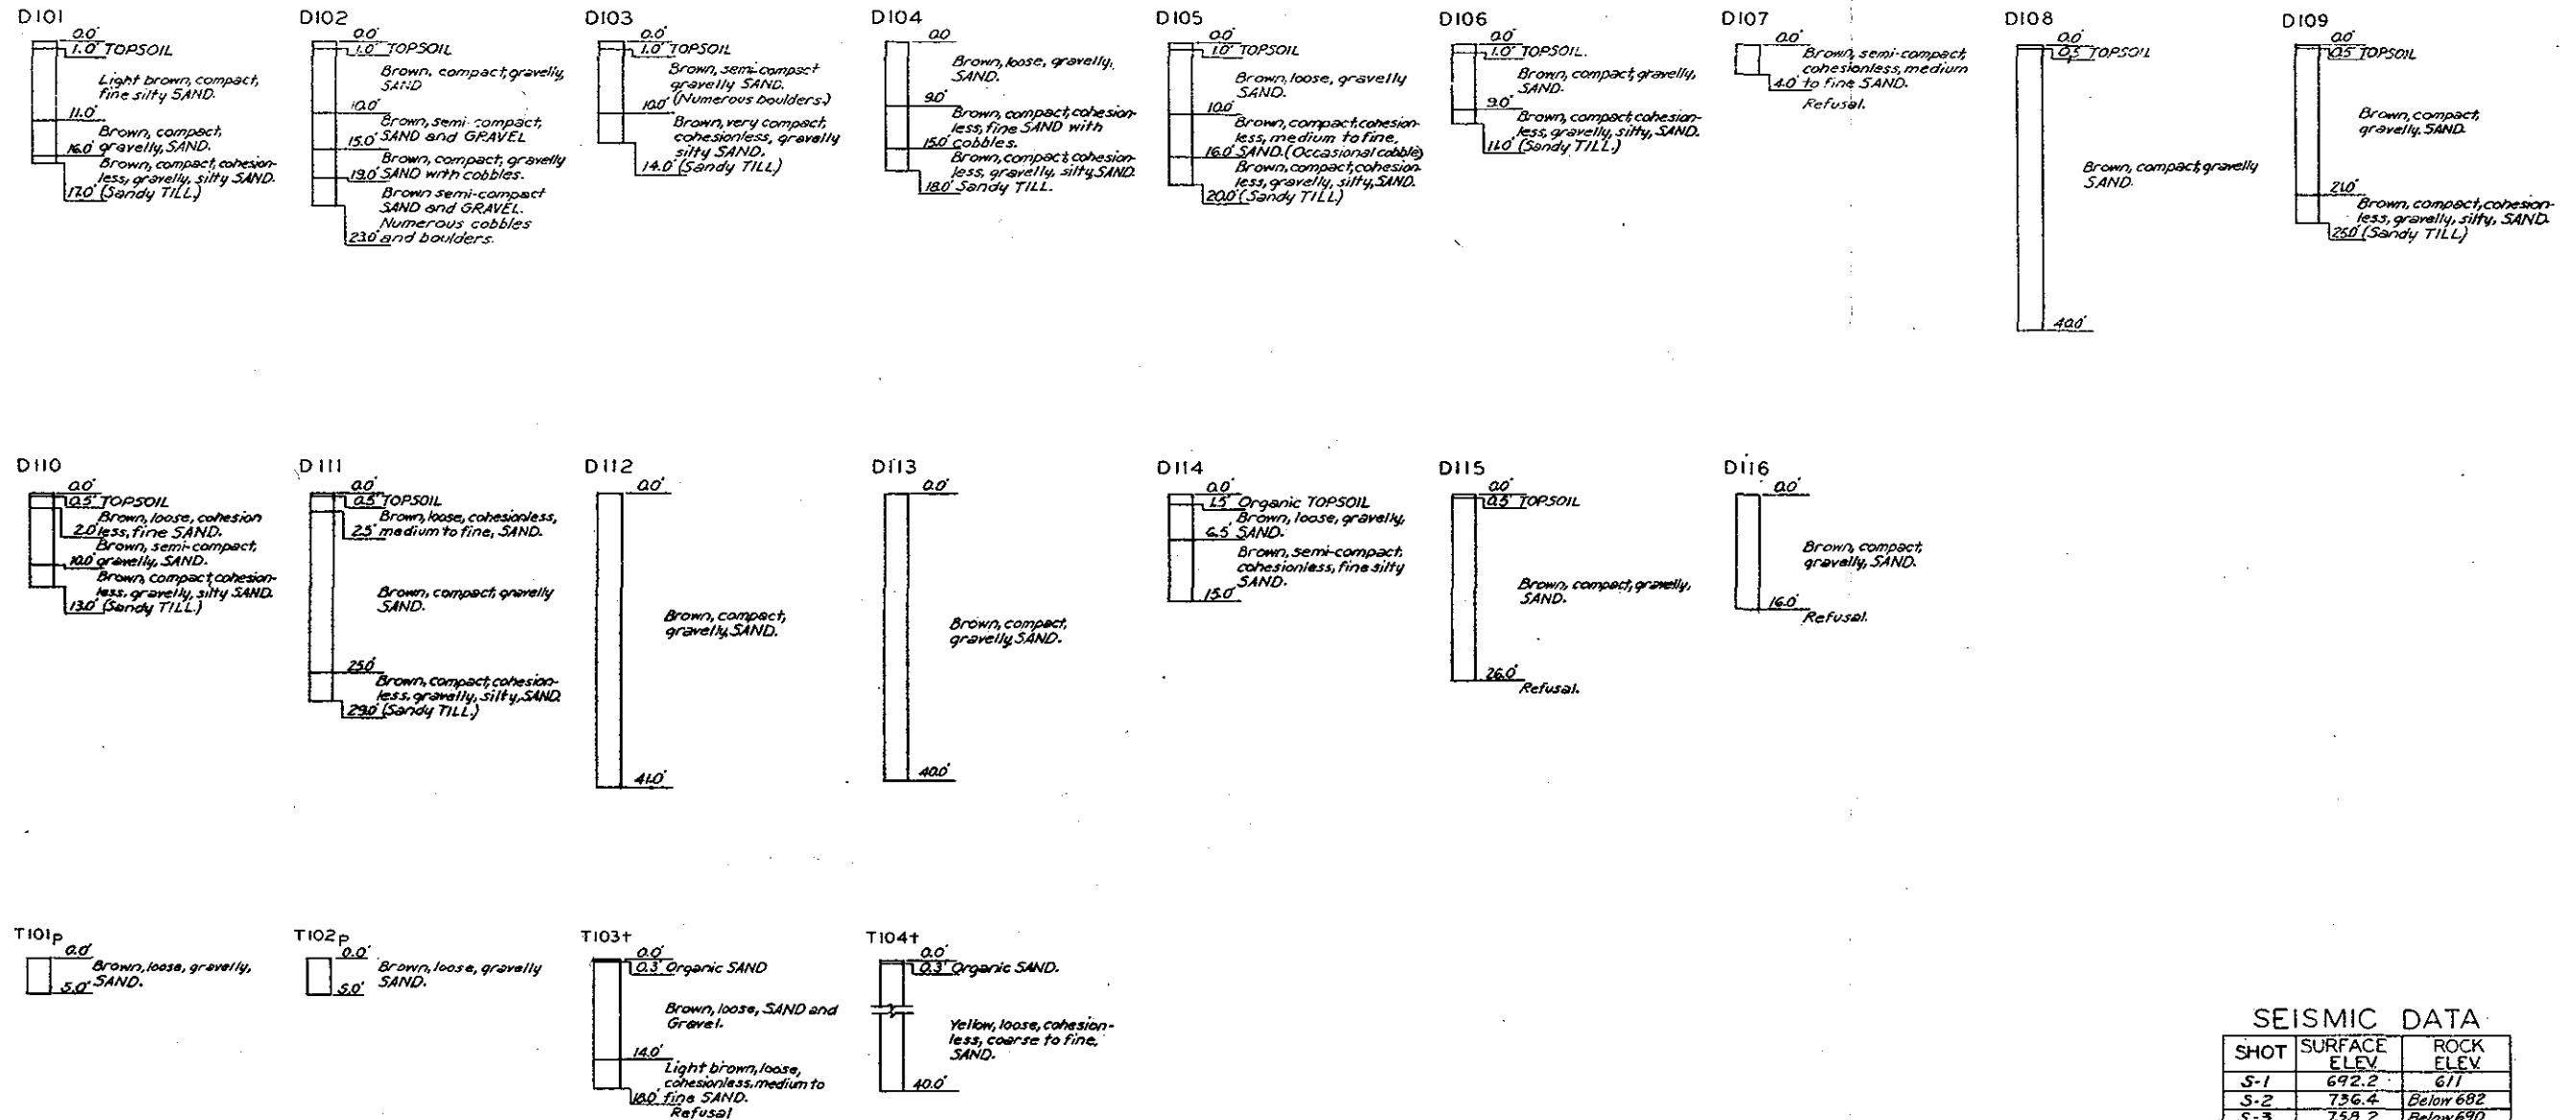 D101
0.0'
1.0' TOPSOIL
Light brown, compact,
fine silty SAND.
11.0'
Brown, compact,
16.0' gravelly, SAND.
Brown, compact, cohesion-
less, gravelly, silty SAND.
17.0' (Sandy TILL)
D102
0.0'
1.0' TOPSOIL
Brown, compact, gravelly,
SAND
10.0'
Brown, semi-compact,
SAND and GRAVEL
15.0'
Brown, compact, gravelly
19.0' SAND with cobbles.
Brown semi-compact
SAND and GRAVEL.
Numerous cobbles
23.0' and boulders.
D103
0.0'
1.0' TOPSOIL
Brown, semi-compact
gravelly SAND.
10.0' (Numerous boulders.)
Brown, very compact,
cohesionless, gravelly
silty SAND.
14.0' (Sandy TILL)
D104
0.0
Brown, loose, gravelly,
SAND.
9.0'
Brown, compact, cohesion-
less, fine SAND with
15.0' cobbles.
Brown, compact, cohesion-
less, gravelly, silty, SAND.
18.0' Sandy TILL.
D105
0.0'
1.0' TOPSOIL
Brown, loose, gravelly
SAND.
10.0'
Brown, compact, cohesion-
less, medium to fine,
16.0' SAND. (Occasional cobble)
Brown, compact, cohesion-
less, gravelly, silty, SAND.
20.0' (Sandy TILL)
D106
0.0'
1.0' TOPSOIL.
Brown, compact, gravelly,
SAND.
9.0'
Brown, compact cohesion-
less, gravelly, silty, SAND.
11.0' (Sandy TILL.)
D107
0.0'
Brown, semi-compact,
cohesionless, medium
4.0' to fine SAND.
Refusal.
D108
0.0'
0.5' TOPSOIL
Brown, compact, gravelly
SAND.
40.0'
D109
0.0'
0.5 TOPSOIL
Brown, compact,
gravelly, SAND.
21.0'
Brown, compact, cohesion-
less, gravelly, silty, SAND.
25.0' (Sandy TILL)
D110
0.0'
0.5' TOPSOIL
Brown, loose, cohesion
2.0' less, fine SAND.
Brown, semi-compact,
10.0' gravelly, SAND.
Brown, compact, cohesion-
less, gravelly, silty SAND.
13.0' (Sandy TILL.)
D111
0.0'
0.5' TOPSOIL
Brown, loose, cohesionless,
2.5' medium to fine, SAND.
Brown, compact, gravelly
SAND.
25.0'
Brown, compact, cohesion-
less, gravelly, silty, SAND
29.0' (Sandy TILL.)
D112
0.0'
Brown, compact,
gravelly, SAND.
41.0'
D113
0.0'
Brown, compact,
gravelly SAND.
40.0'
D114
0.0'
1.5' Organic TOPSOIL
Brown, loose, gravelly,
6.5' SAND.
Brown, semi-compact,
cohesionless, fine silty
SAND.
15.0'
D115
0.0'
0.5' TOPSOIL
Brown, compact, gravelly,
SAND.
26.0'
Refusal.
D116
0.0'
Brown, compact,
gravelly, SAND.
16.0'
Refusal.
T101p
0.0'
Brown, loose, gravelly,
5.0' SAND.
T102p
0.0'
Brown, loose, gravelly
5.0' SAND.
T103t
0.0'
0.3' Organic SAND
Brown, loose, SAND and
Gravel.
14.0'
Light brown, loose,
cohesionless, medium to
18.0' fine SAND.
Refusal
T104t
0.0'
0.3' Organic SAND.
Yellow, loose, cohesion-
less, coarse to fine,
SAND.
40.0'
SEISMIC DATA
SHOT SURFACE ELEV. ROCK ELEV.
S-1 692.2 611
S-2 736.4 Below 682
S-3 758.2 Below 690